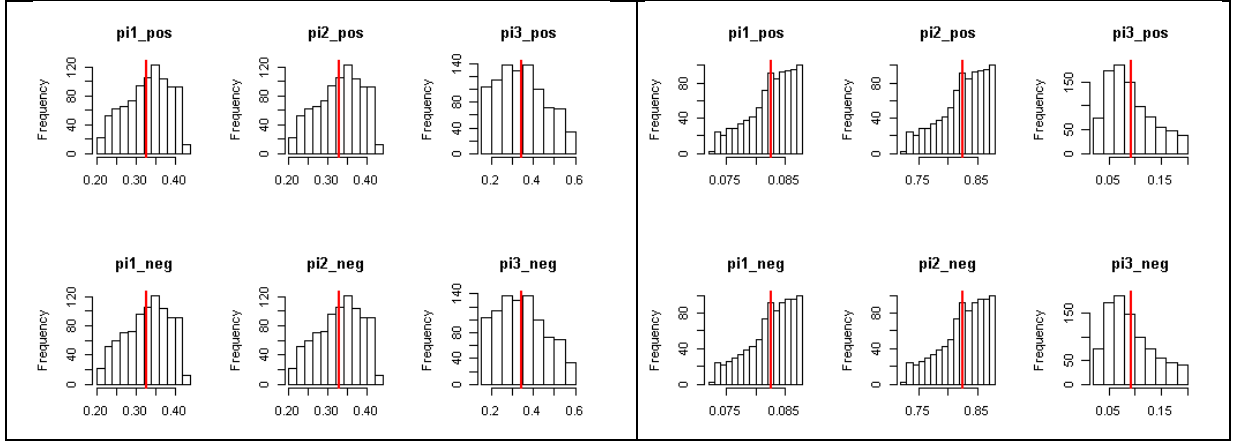 pi1_pos pi2_pos pi3_pos
Frequency 0 40 80 120
0.20 0.30 0.40
Frequency 0 40 80 120
0.20 0.30 0.40
Frequency 0 40 80 140
0.2 0.4 0.6
pi1_neg pi2_neg pi3_neg
Frequency 0 40 80 120
0.20 0.30 0.40
Frequency 0 40 80 120
0.20 0.30 0.40
Frequency 0 40 80 140
0.2 0.4 0.6
pi1_pos pi2_pos pi3_pos
Frequency 0 40 80
0.075 0.085
Frequency 0 40 80
0.75 0.85
Frequency 0 50 150
0.05 0.15
pi1_neg pi2_neg pi3_neg
Frequency 0 40 80
0.075 0.085
Frequency 0 40 80
0.75 0.85
Frequency 0 50 150
0.05 0.15